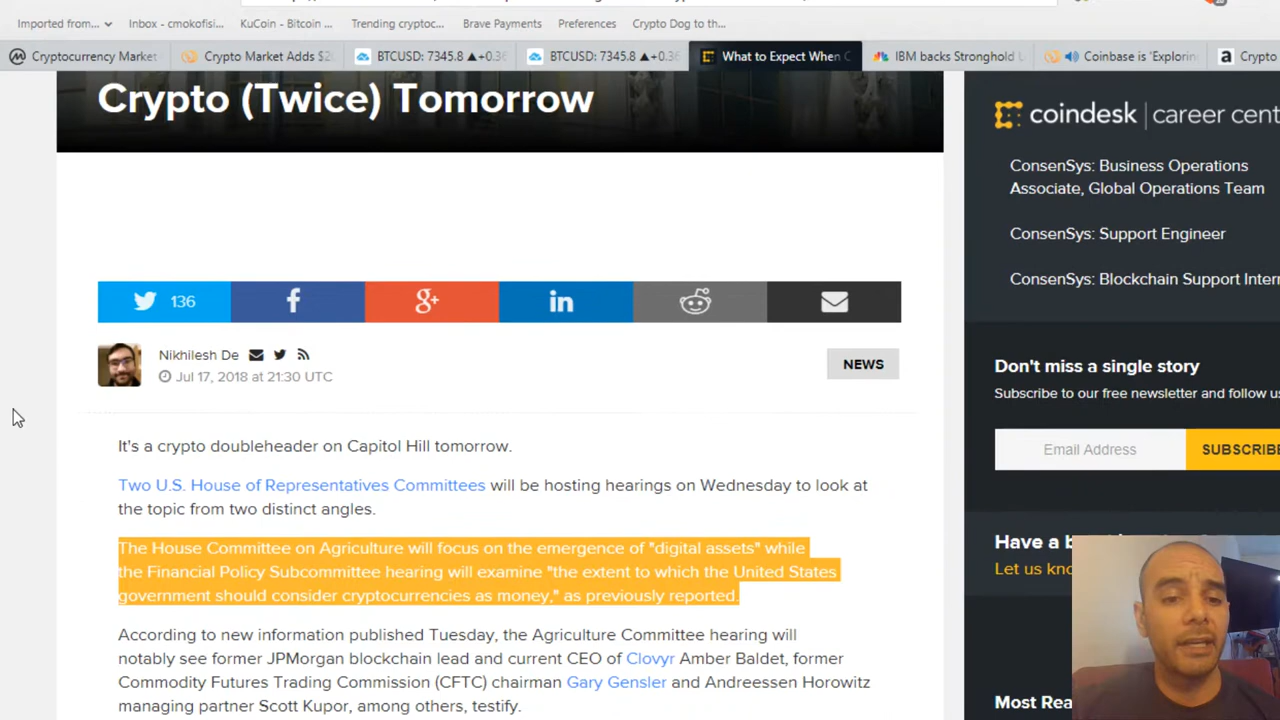 Imported from...
Inbox - cmokofisi...
KuCoin - Bitcoin ...
Trending cryptoc...
Brave Payments
Preferences
Crypto Dog to th...
Cryptocurrency Market
Crypto Market Adds $20
BTCUSD: 7345.8 ▲+0.36
BTCUSD: 7345.8 ▲+0.36
What to Expect When C
IBM backs Stronghold U
Coinbase is 'Explorin
a Crypto
Crypto (Twice) Tomorrow
136
f
g+
in
Nikhilesh De
Jul 17, 2018 at 21:30 UTC
NEWS
It's a crypto doubleheader on Capitol Hill tomorrow.
Two U.S. House of Representatives Committees will be hosting hearings on Wednesday to look at
the topic from two distinct angles.
The House Committee on Agriculture will focus on the emergence of "digital assets" while
the Financial Policy Subcommittee hearing will examine "the extent to which the United States
government should consider cryptocurrencies as money," as previously reported.
According to new information published Tuesday, the Agriculture Committee hearing will
notably see former JPMorgan blockchain lead and current CEO of Clovyr Amber Baldet, former
Commodity Futures Trading Commission (CFTC) chairman Gary Gensler and Andreessen Horowitz
managing partner Scott Kupor, among others, testify.
coindesk | career cent
ConsenSys: Business Operations
Associate, Global Operations Team
ConsenSys: Support Engineer
ConsenSys: Blockchain Support Intern
Don't miss a single story
Subscribe to our free newsletter and follow us
Email Address
SUBSCRIBE
Have a b
Let us kno
Most Rea